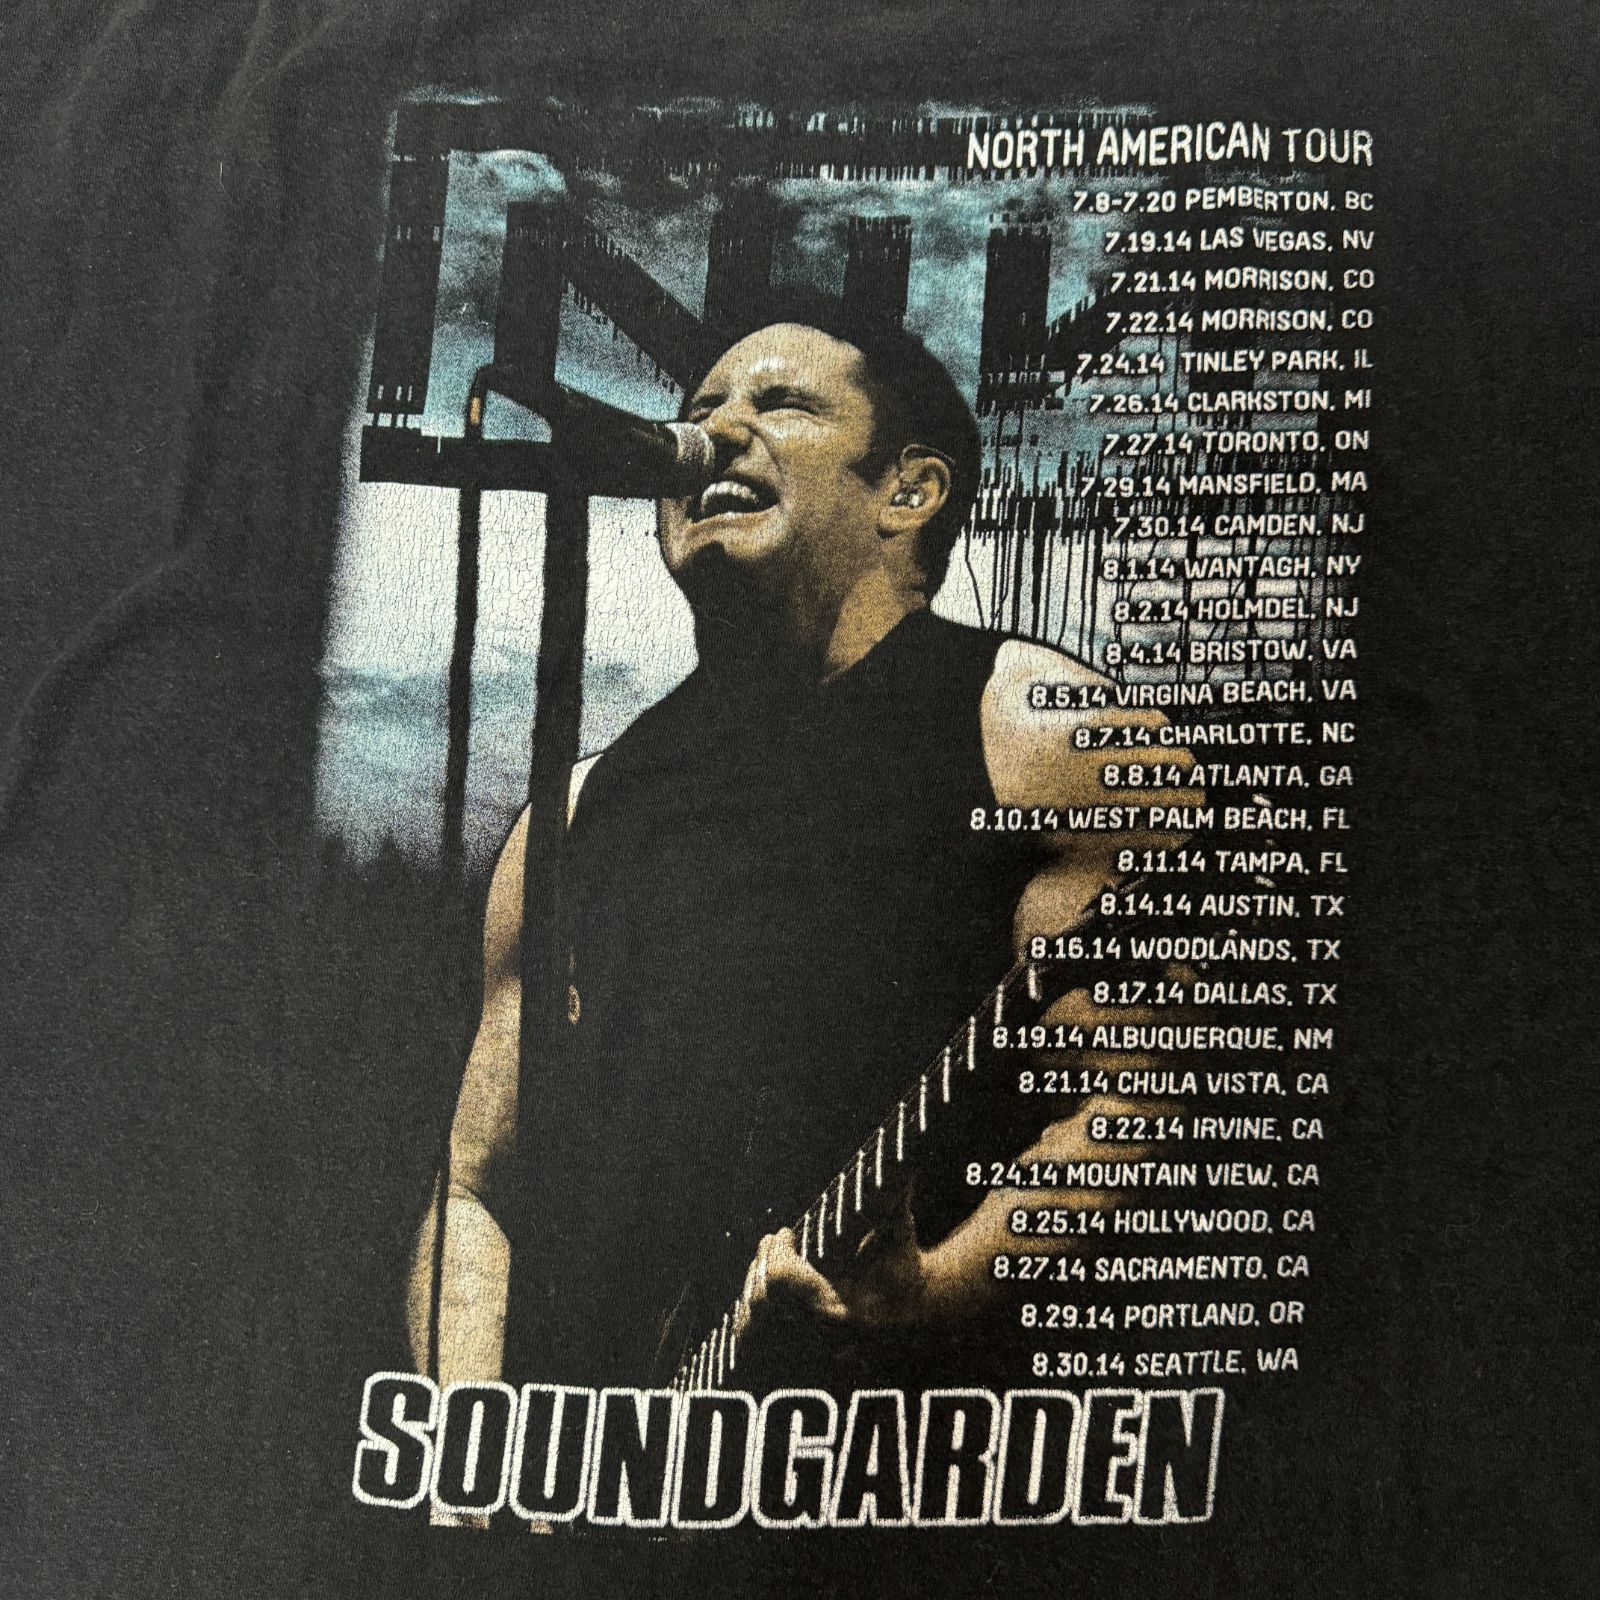 NIN
NORTH AMERICAN TOUR
7.8-7.20 PEMBERTON, BC
7.19.14 LAS VEGAS, NV
7.21.14 MORRISON, CO
7.22.14 MORRISON, CO
7.24.14 TINLEY PARK, IL
7.26.14 CLARKSTON, MI
7.27.14 TORONTO, ON
7.29.14 MANSFIELD, MA
7.30.14 CAMDEN, NJ
8.1.14 WANTAGH, NY
8.2.14 HOLMDEL, NJ
8.4.14 BRISTOW, VA
8.5.14 VIRGINA BEACH, VA
8.7.14 CHARLOTTE, NC
8.8.14 ATLANTA, GA
8.10.14 WEST PALM BEACH, FL
8.11.14 TAMPA, FL
8.14.14 AUSTIN, TX
8.16.14 WOODLANDS, TX
8.17.14 DALLAS, TX
8.19.14 ALBUQUERQUE, NM
8.21.14 CHULA VISTA, CA
8.22.14 IRVINE, CA
8.24.14 MOUNTAIN VIEW, CA
8.25.14 HOLLYWOOD, CA
8.27.14 SACRAMENTO, CA
8.29.14 PORTLAND, OR
8.30.14 SEATTLE, WA
SOUNDGARDEN